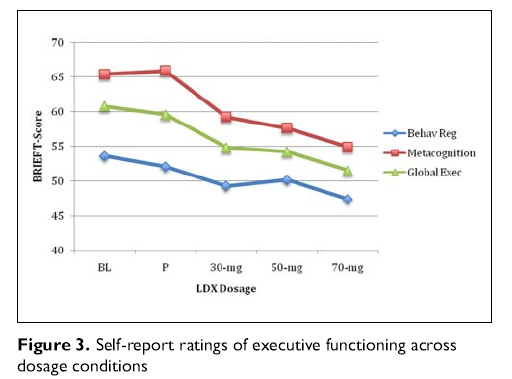 70
65
60
55
50
45
40
BRIEFT-Score
BL P 30-mg 50-mg 70-mg
LDX Dosage
Behav Reg
Metacognition
Global Exec
Figure 3. Self-report ratings of executive functioning across
dosage conditions